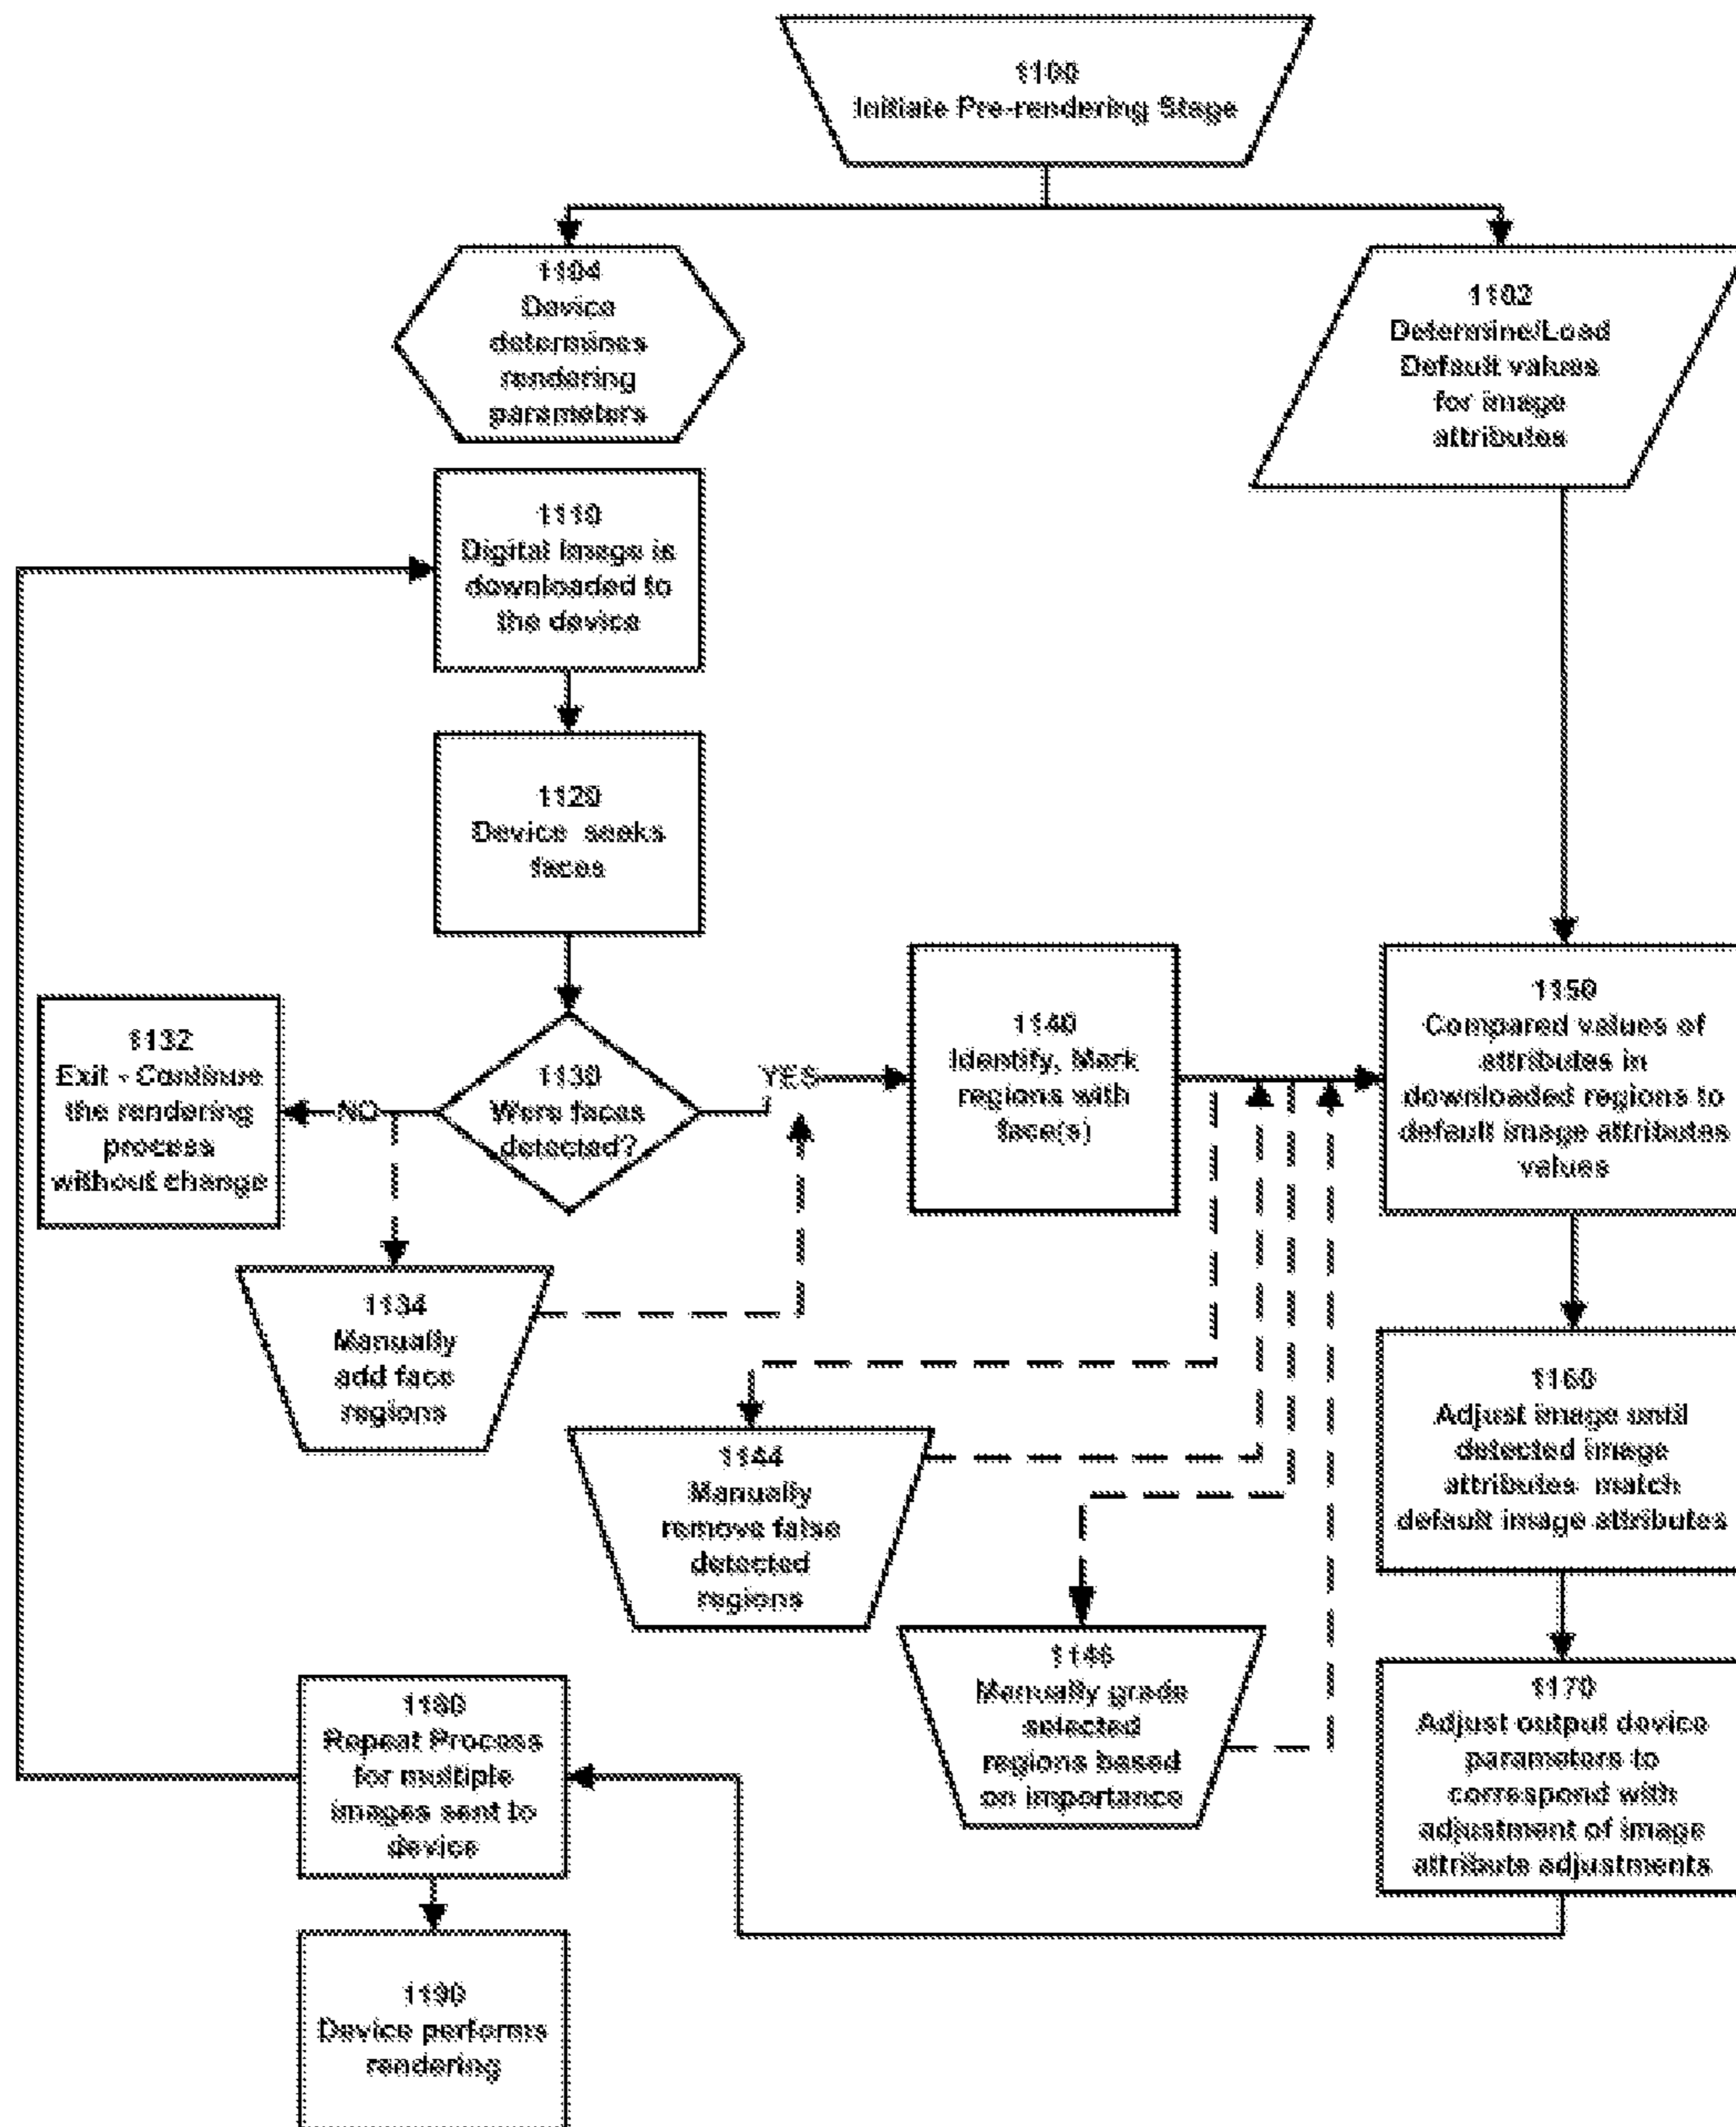 1100
Initiate Pre-rendering Stage
1104
Device
determines
rendering
parameters
1102
Determine/Load
Default values
for image
attributes
1110
Digital Image is
downloaded to
the device
1120
Device seeks
faces
1130
Were faces
detected?
NO
YES
1132
Exit - Continue
the rendering
process
without change
1134
Manually
add face
regions
1140
Identify, Mark
regions with
face(s)
1144
Manually
remove false
detected
regions
1146
Manually grade
selected
regions based
on importance
1150
Compared values of
attributes in
downloaded regions to
default image attributes
values
1160
Adjust image until
detected image
attributes match
default image attributes
1170
Adjust output device
parameters to
correspond with
adjustment of image
attribute adjustments
1180
Repeat Process
for multiple
images sent to
device
1190
Device performs
rendering